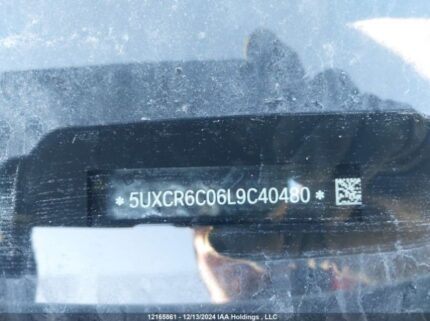 * 5UXCR6C06L9C40480 *
12165861 - 12/13/2024 IAA Holdings , LLC